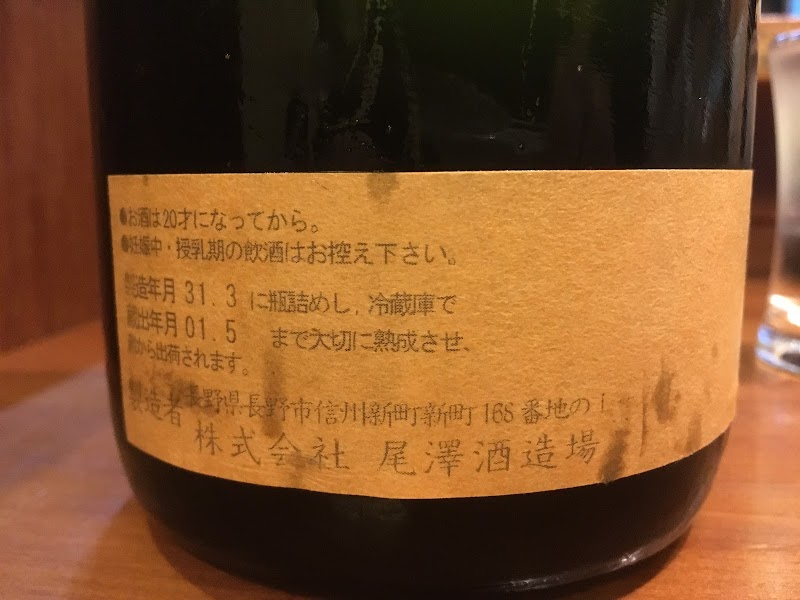 ●お酒は20才になってから。
●妊娠中・授乳期の飲酒はお控え下さい。
製造年月 31.3 に瓶詰めし、冷蔵庫で
蔵出年月 01.5 まで大切に熟成させ、
蔵から出荷されます。
製造者 長野県長野市信州新町新町168番地の1
株式会社 尾澤酒造場